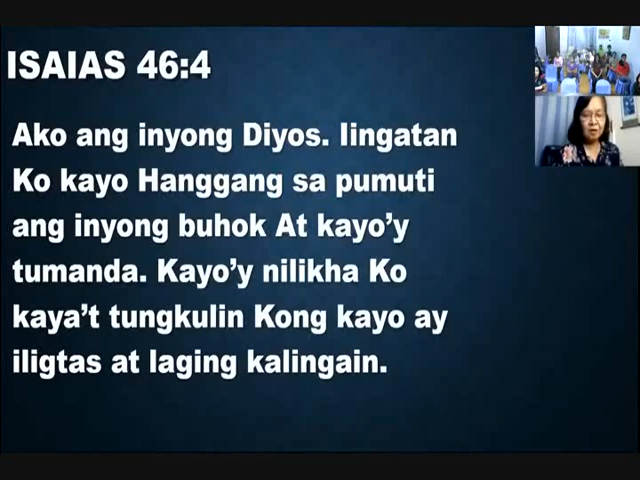 ISAIAS 46:4
Ako ang inyong Diyos. Iingatan
Ko kayo Hanggang sa pumuti
ang inyong buhok At kayo’y
tumanda. Kayo’y nilikha Ko
kaya’t tungkulin Kong kayo ay
iligtas at laging kalingain.